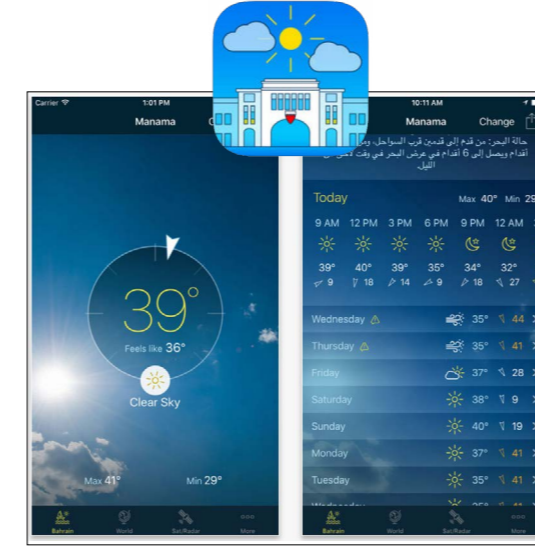 Carrier
1:01 PM
Manama
39°
Feels like 36°
Clear Sky
Max 41°
Min 29°
Bahrain
World
Sat/Radar
More
10:11 AM
Manama
Change
حالة البحر: من قدم إلى قدمين قرب السواحل، ومن
أقدام ويصل إلى 6 أقدام في عرض البحر في وقت
الليل.
Today
Max 40° Min 29
9 AM 12 PM 3 PM 6 PM 9 PM 12 AM
39° 40° 39° 35° 34° 32°
9 18 14 9 18 27
Wednesday 35° 44
Thursday 35° 41
Friday 37° 28
Saturday 38° 9
Sunday 40° 19
Monday 37° 41
Tuesday 35° 41
Bahrain
World
Sat/Radar
More